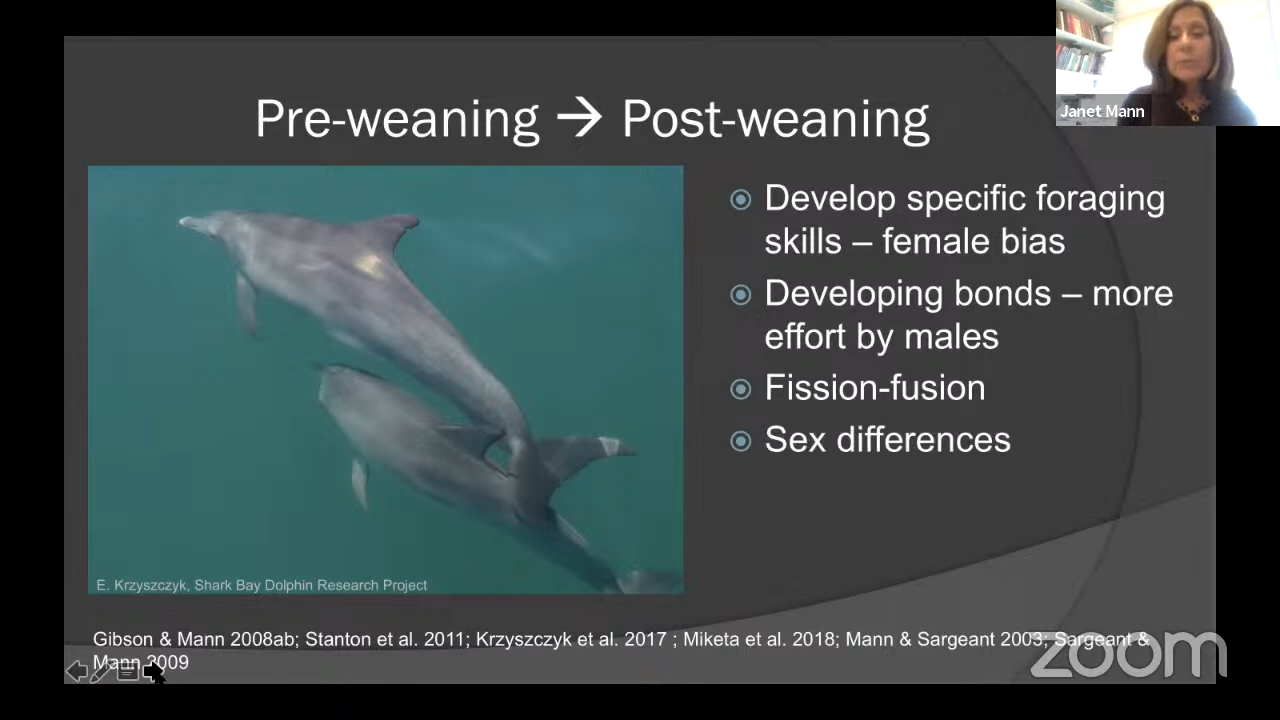 Janet Mann
Pre-weaning → Post-weaning
Develop specific foraging
skills – female bias
Developing bonds – more
effort by males
Fission-fusion
Sex differences
E. Krzyszczyk, Shark Bay Dolphin Research Project
Gibson & Mann 2008ab; Stanton et al. 2011; Krzyszczyk et al. 2017 ; Miketa et al. 2018; Mann & Sargeant 2003; Sargeant &
Mann 2009
zoom